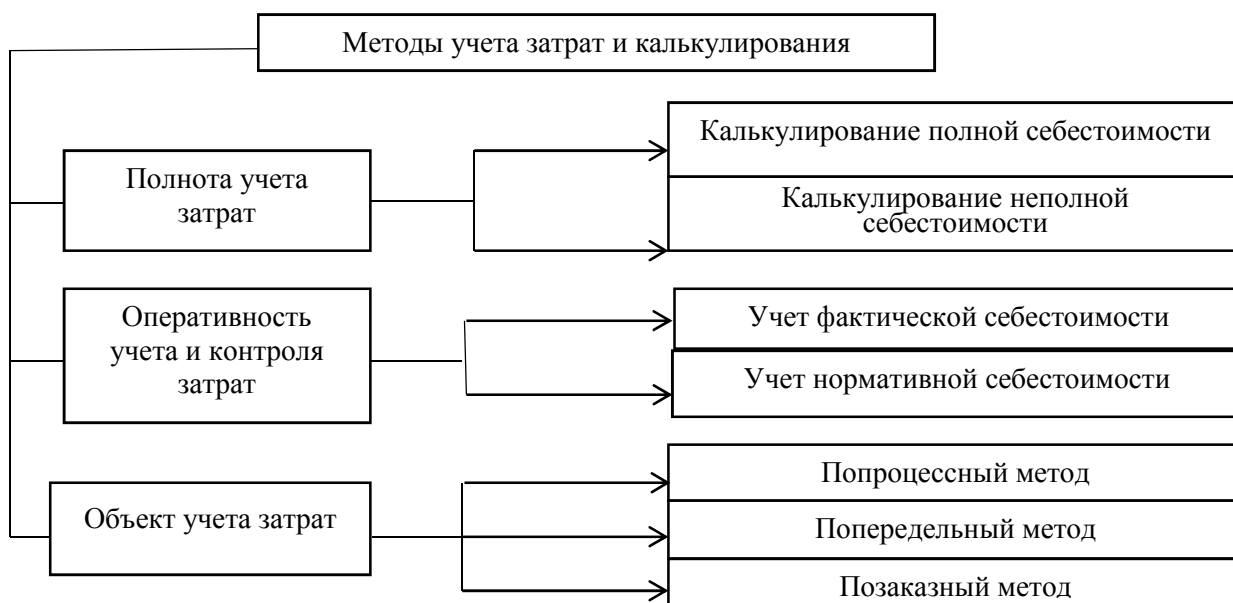 Методы учета затрат и калькулирования
Полнота учета
затрат
Калькулирование полной себестоимости
Калькулирование неполной
себестоимости
Оперативность
учета и контроля
затрат
Учет фактической себестоимости
Учет нормативной себестоимости
Объект учета затрат
Попроцессный метод
Попередельный метод
Позаказный метод